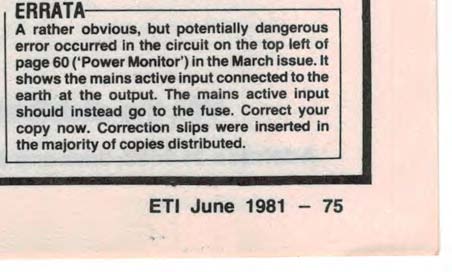 ERRATA
A rather obvious, but potentially dangerous
error occurred in the circuit on the top left of
page 60 ('Power Monitor') in the March issue. It
shows the mains active input connected to the
earth at the output. The mains active input
should instead go to the fuse. Correct your
copy now. Correction slips were inserted in
the majority of copies distributed.
ETI June 1981 – 75